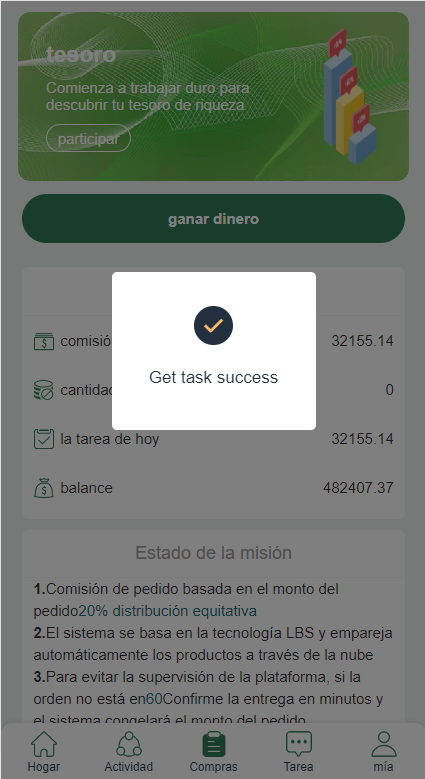 tesoro
Comienza a trabajar duro para
descubrir tu tesoro de riqueza
participar
ganar dinero
Get task success
comisió
32155.14
cantidad
0
la tarea de hoy
32155.14
balance
482407.37
Estado de la misión
1.Comisión de pedido basada en el monto del
pedido20% distribución equitativa
2.El sistema se basa en la tecnología LBS y empareja
automáticamente los productos a través de la nube
3.Para evitar la supervisión de la plataforma, si la
orden no está en60Confirme la entrega en minutos y
el sistema congelará el monto del pedido
Hogar
Actividad
Compras
Tarea
mía